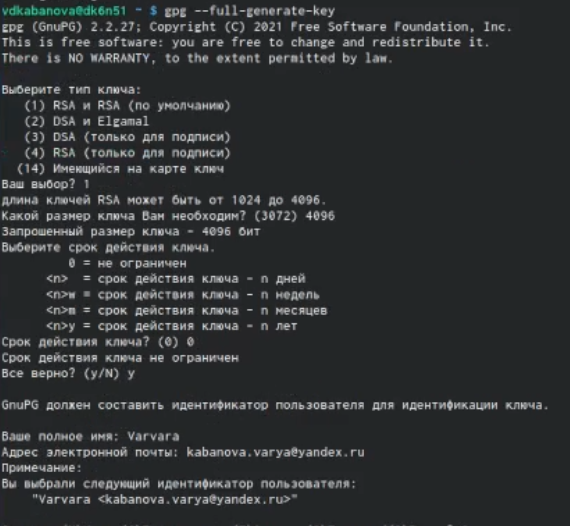 vdkabanova@dk6n51 ~ $ gpg --full-generate-key
gpg (GnuPG) 2.2.27; Copyright (C) 2021 Free Software Foundation, Inc.
This is free software: you are free to change and redistribute it.
There is NO WARRANTY, to the extent permitted by law.
Выберите тип ключа:
(1) RSA и RSA (по умолчанию)
(2) DSA и Elgamal
(3) DSA (только для подписи)
(4) RSA (только для подписи)
(14) Имеющийся на карте ключ
Ваш выбор? 1
длина ключей RSA может быть от 1024 до 4096.
Какой размер ключа Вам необходим? (3072) 4096
Запрошенный размер ключа - 4096 бит
Выберите срок действия ключа.
0 = не ограничен
<n>  = срок действия ключа - n дней
<n>w = срок действия ключа - n недель
<n>m = срок действия ключа - n месяцев
<n>y = срок действия ключа - n лет
Срок действия ключа? (0) 0
Срок действия ключа не ограничен
Все верно? (y/N) y
GnuPG должен составить идентификатор пользователя для идентификации ключа.
Ваше полное имя: Varvara
Адрес электронной почты: kabanova.varya@yandex.ru
Примечание:
Вы выбрали следующий идентификатор пользователя:
"Varvara <kabanova.varya@yandex.ru>"